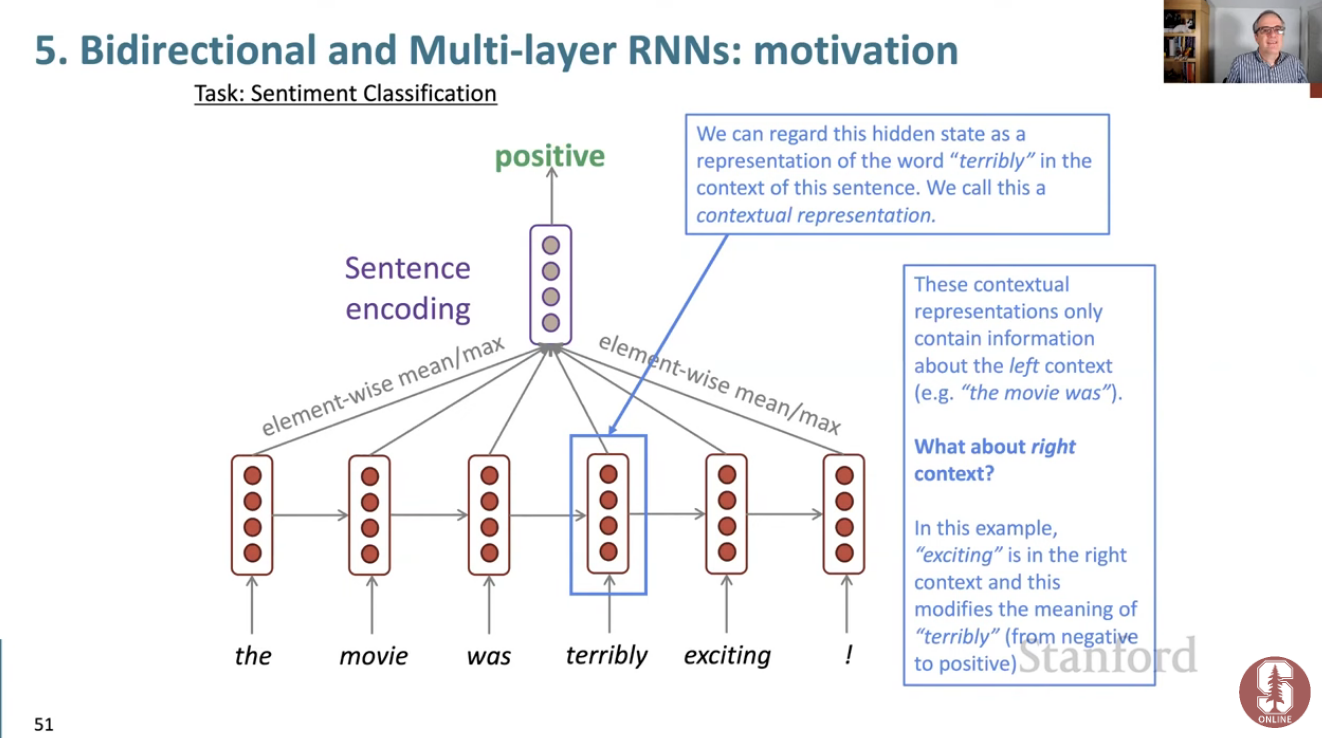 5. Bidirectional and Multi-layer RNNs: motivation
Task: Sentiment Classification
We can regard this hidden state as a
representation of the word “terribly” in the
context of this sentence. We call this a
contextual representation.
positive
Sentence
encoding
element-wise mean/max
element-wise mean/max
These contextual
representations only
contain information
about the left context
(e.g. “the movie was”).
What about right
context?
In this example,
“exciting” is in the right
context and this
modifies the meaning of
“terribly” (from negative
to positive)
the movie was terribly exciting !
Stanford
S
ONLINE
51